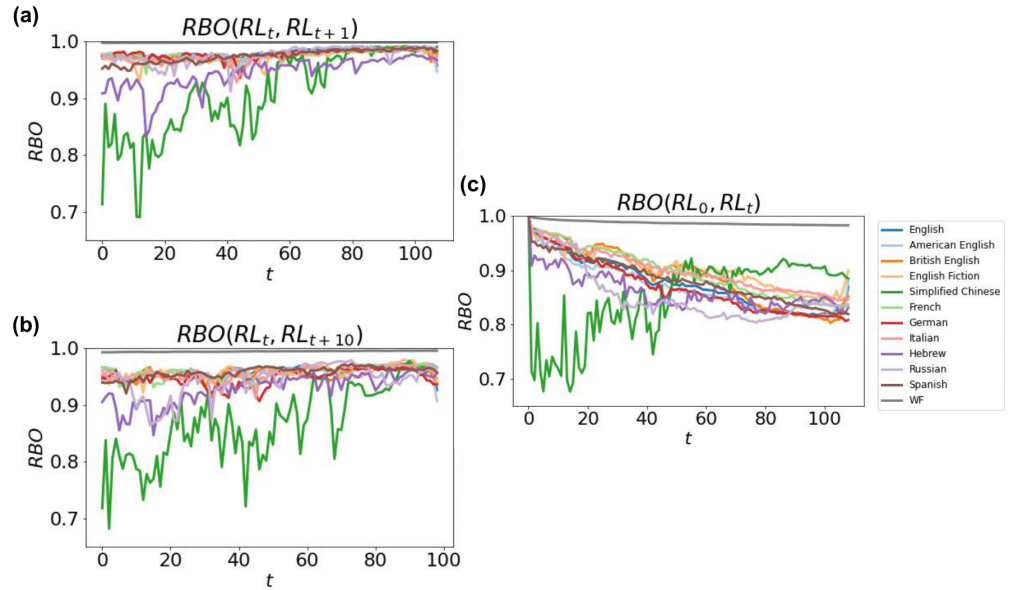 (a)
RBO(RL_t, RL_{t+1})
1.0
0.9
0.8
0.7
RBO
0 20 40 60 80 100
t
(b)
RBO(RL_t, RL_{t+10})
1.0
0.9
0.8
0.7
RBO
0 20 40 60 80 100
t
(c)
RBO(RL_0, RL_t)
1.0
0.9
0.8
0.7
RBO
0 20 40 60 80 100
t
English
American English
British English
English Fiction
Simplified Chinese
French
German
Italian
Hebrew
Russian
Spanish
WF